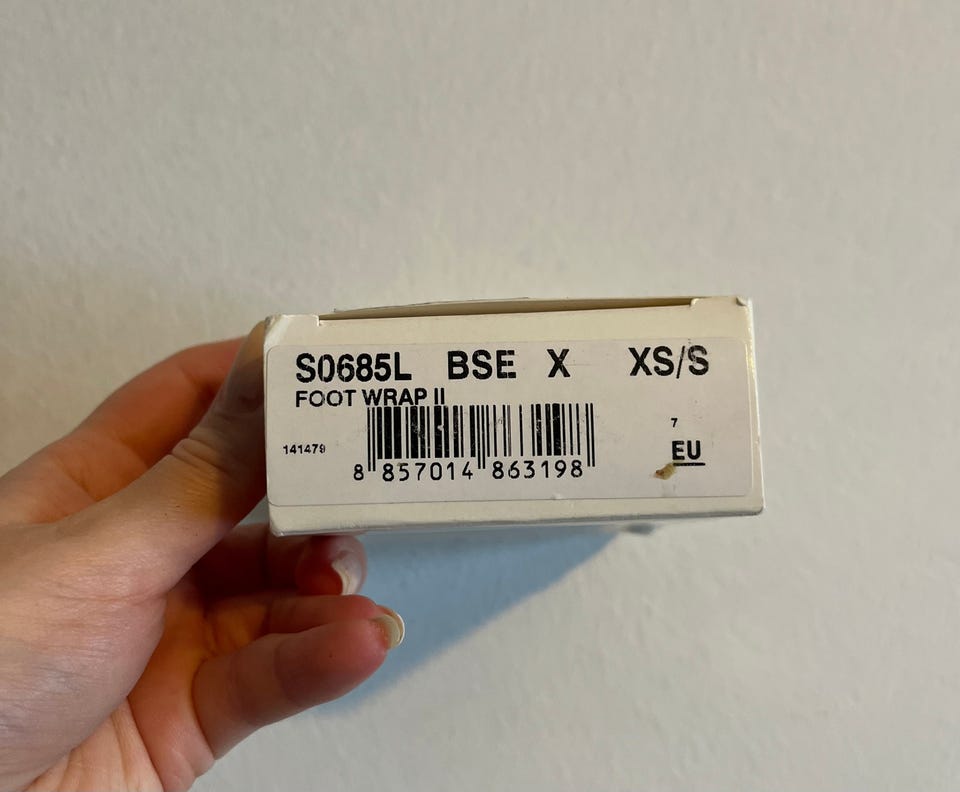 S0685L BSE X XS/S
FOOT WRAP II
7
141479
EU
8 857014 863198